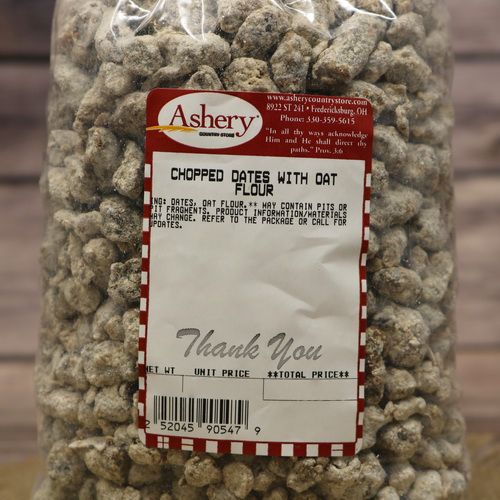 Ashery
COUNTRY STORE
www.asherycountrystore.com
8922 ST 241 • Fredericksburg, OH
Phone: 330-359-5615
"In all thy ways acknowledge
Him and He shall direct thy
paths." Prov. 3:6
CHOPPED DATES WITH OAT
FLOUR
ING: DATES, OAT FLOUR.** MAY CONTAIN PITS OR
PIT FRAGMENTS. PRODUCT INFORMATION/MATERIALS
MAY CHANGE. REFER TO THE PACKAGE OR CALL FOR
UPDATES.
Thank You
NET WT UNIT PRICE **TOTAL PRICE**
2 52045 90547 9